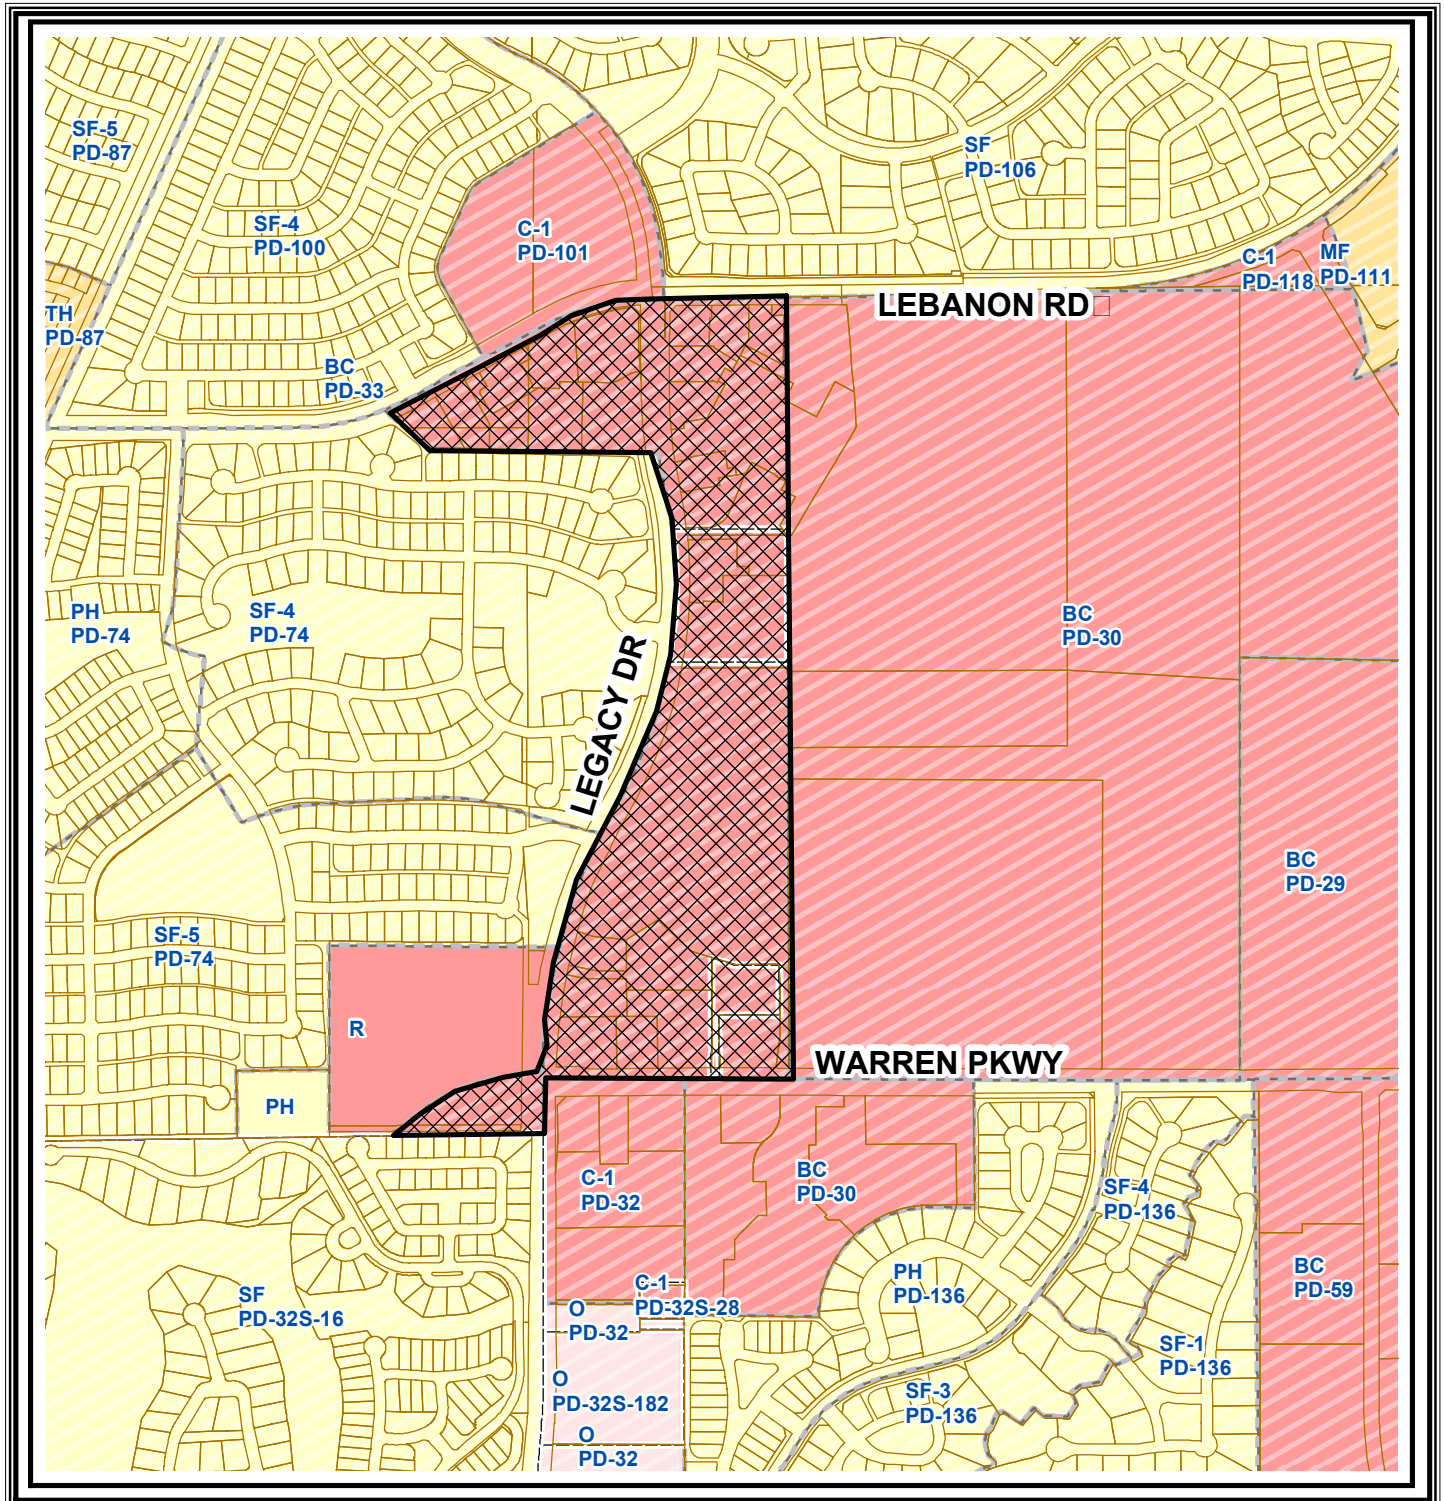 SF-5
PD-87
SF
PD-106
SF-4
PD-100
C-1
PD-101
C-1
PD-118
MF
PD-111
TH
PD-87
LEBANON RD
BC
PD-33
PH
PD-74
SF-4
PD-74
BC
PD-30
LEGACY DR
BC
PD-29
SF-5
PD-74
R
WARREN PKWY
PH
C-1
PD-32
BC
PD-30
SF-4
PD-136
SF
PD-32S-16
C-1
PD-32S-28
PH
PD-136
BC
PD-59
O
PD-32
SF-1
PD-136
O
PD-32S-182
SF-3
PD-136
O
PD-32